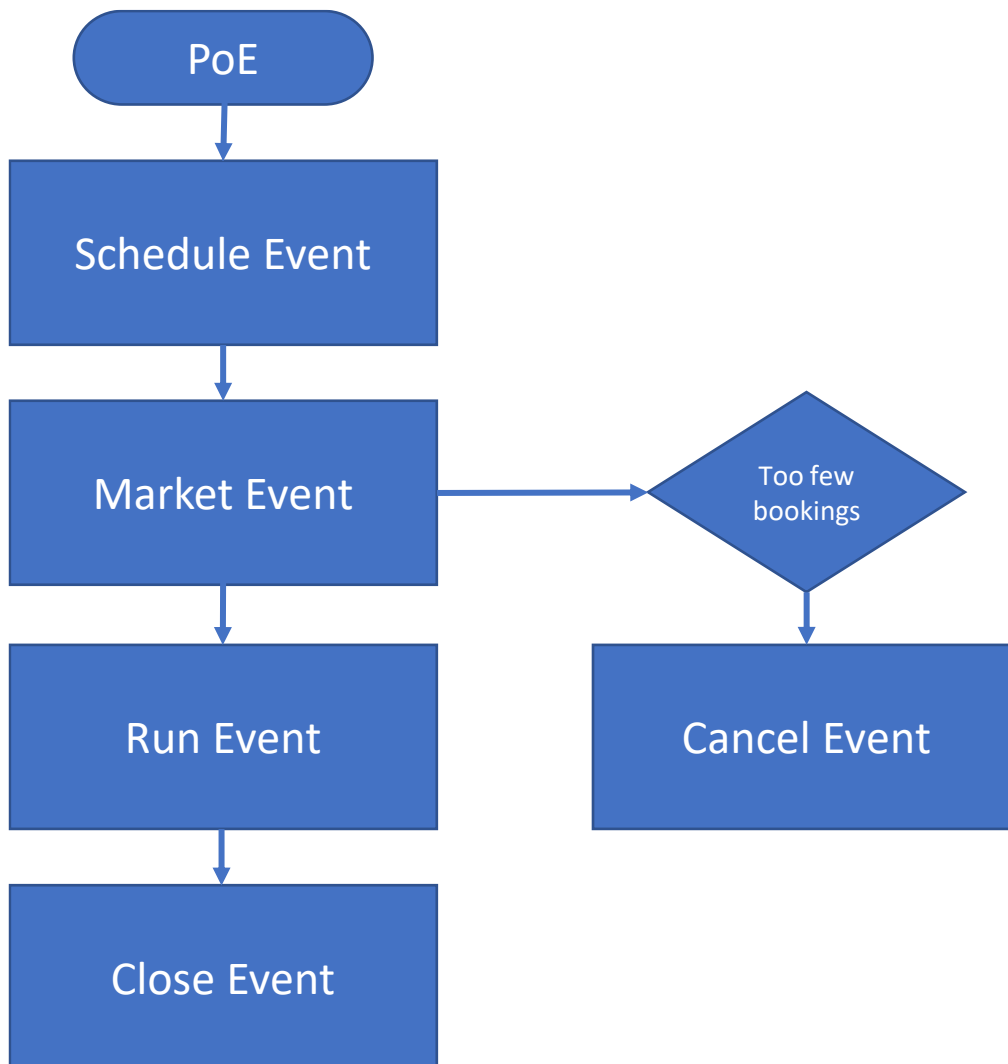 PoE
Schedule Event
Market Event
Too few
bookings
Run Event
Cancel Event
Close Event